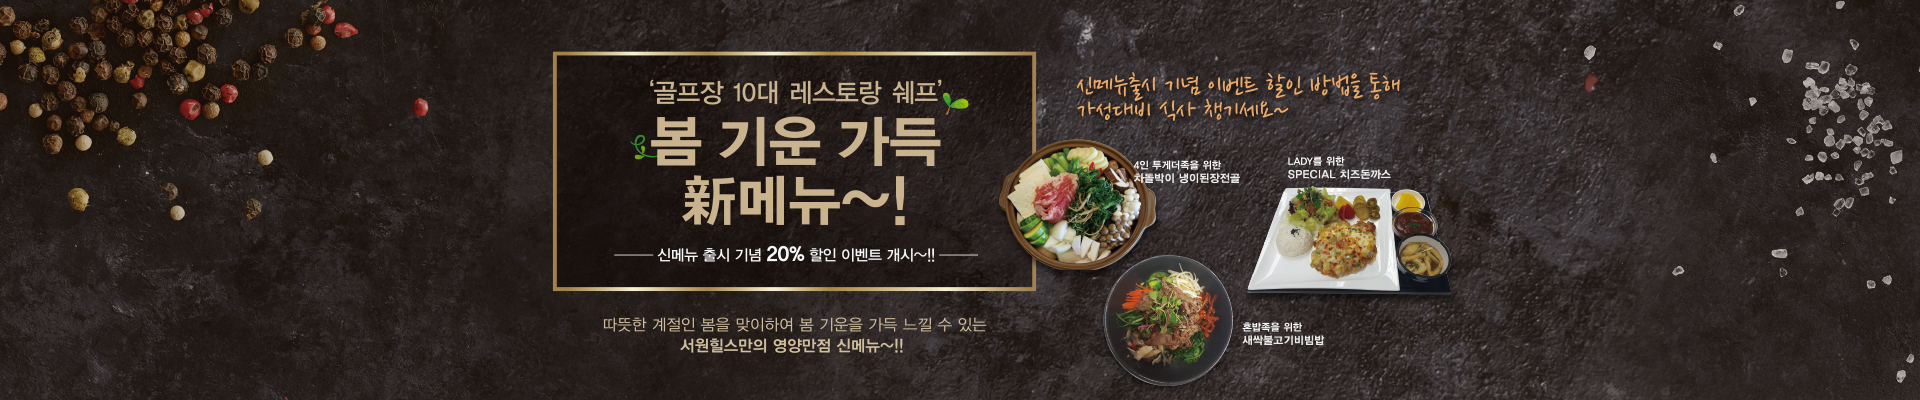 ‘골프장 10대 레스토랑 쉐프’
봄 기운 가득
新메뉴~!
신메뉴 출시 기념 20% 할인 이벤트 개시~!!
따뜻한 계절인 봄을 맞이하여 봄 기운을 가득 느낄 수 있는
서원힐스만의 영양만점 신메뉴~!!
신메뉴출시 기념 이벤트 할인 방법을 통해
가성대비 식사 챙기세요~
4인 투게더족을 위한
차돌박이 냉이된장전골
LADY를 위한
SPECIAL 치즈돈까스
혼밥족을 위한
새싹불고기비빔밥